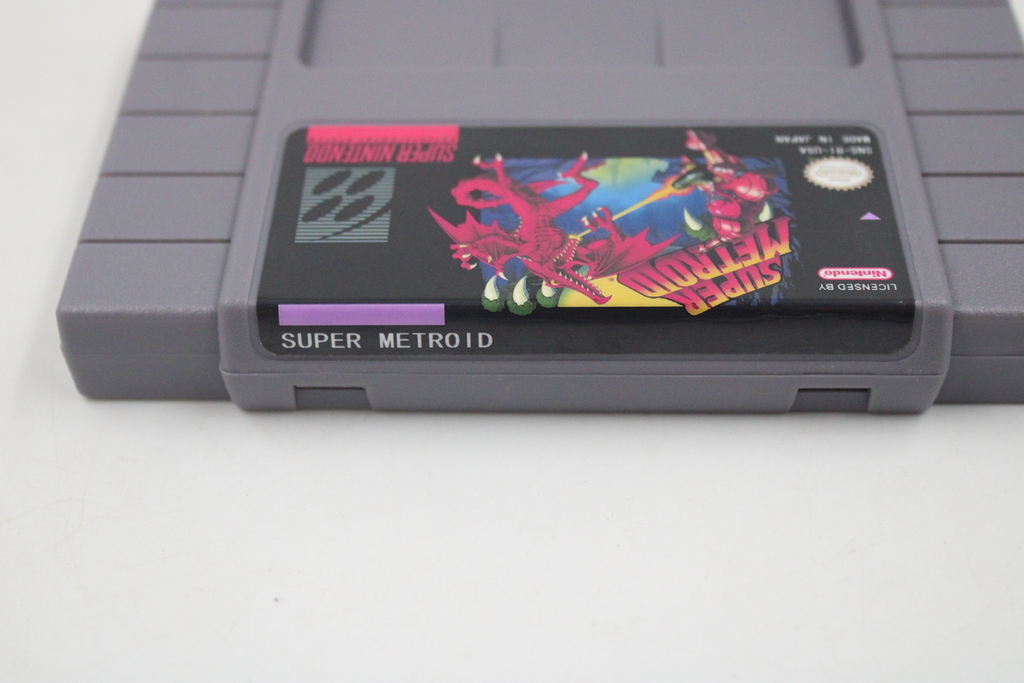 SUPER METROID
LICENSED BY
Nintendo
SUPER
METROID
SNS-RI-USA
MADE IN JAPAN
SUPER NINTENDO